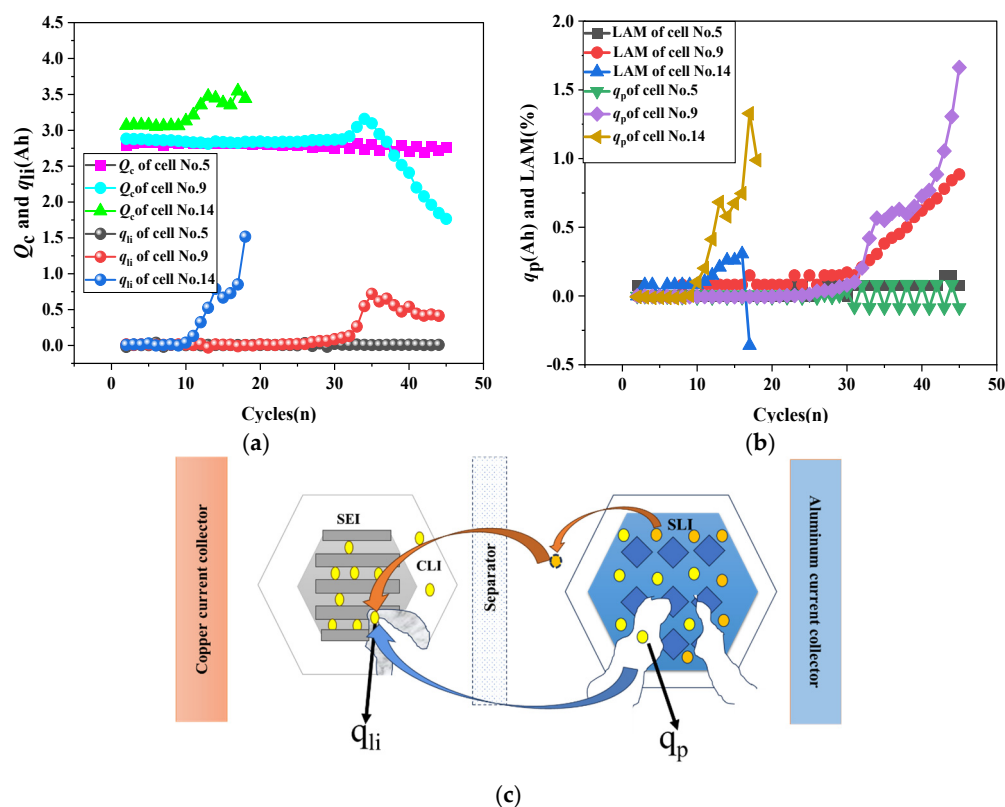 4.5
4.0
3.5
3.0
2.5
2.0
1.5
1.0
0.5
0.0
Qc and qli(Ah)
Qc of cell No.5
Qc of cell No.9
Qc of cell No.14
qli of cell No.5
qli of cell No.9
qli of cell No.14
0 10 20 30 40 50
Cycles(n)
(a)
2.0
1.5
1.0
0.5
0.0
-0.5
qp(Ah) and LAM(%)
LAM of cell No.5
LAM of cell No.9
LAM of cell No.14
qp of cell No.5
qp of cell No.9
qp of cell No.14
0 10 20 30 40 50
Cycles(n)
(b)
Copper current collector
SEI
CLI
Separator
SLI
Aluminum current collector
qli
qp
(c)